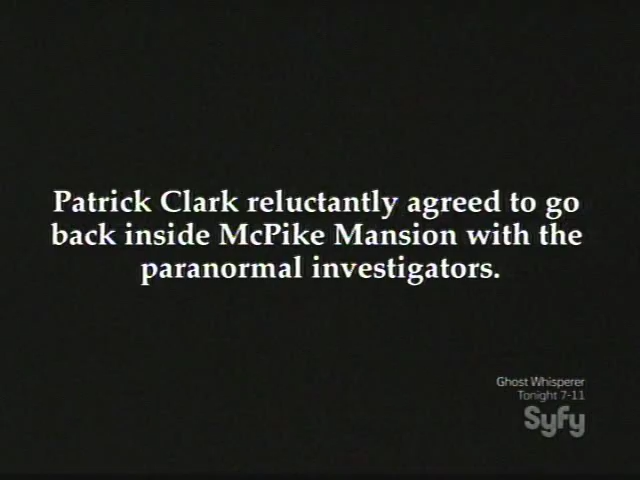 Patrick Clark reluctantly agreed to go
back inside McPike Mansion with the
paranormal investigators.
Ghost Whisperer
Tonight 7-11
Syfy